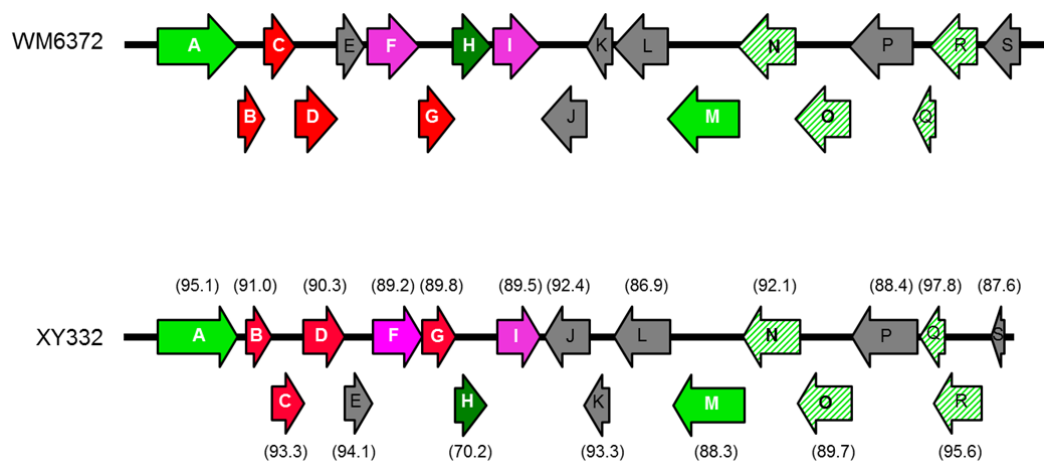 A C E F H I K L N P R S
WM6372
B D G J M O Q
(95.1) (91.0) (90.3) (89.2) (89.8) (89.5) (92.4) (86.9) (92.1) (88.4) (97.8) (87.6)
XY332
A B D F G I J L N P Q S
C E H K M O R
(93.3) (94.1) (70.2) (93.3) (88.3) (89.7) (95.6)